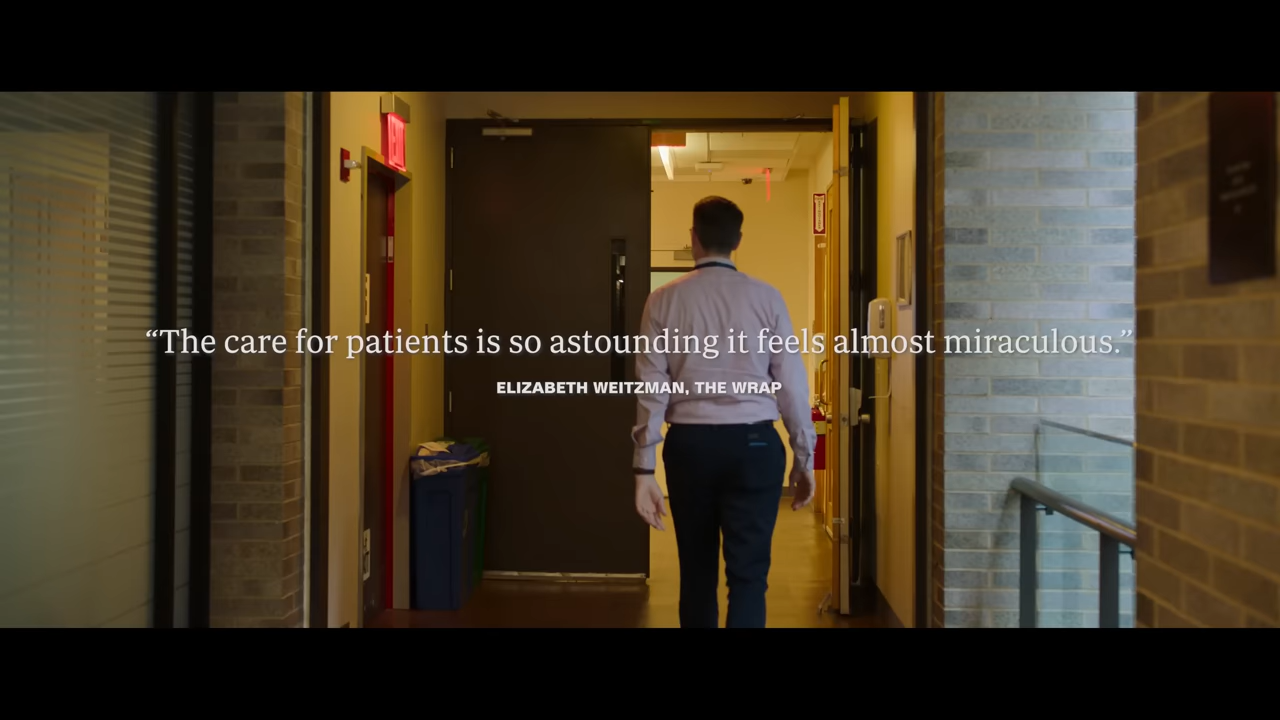 “The care for patients is so astounding it feels almost miraculous.”
ELIZABETH WEITZMAN, THE WRAP